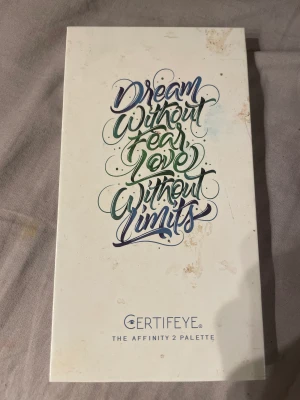 Dream
Without
Fear,
Love
Without
Limits
CERTIFEYE®
THE AFFINITY 2 PALETTE